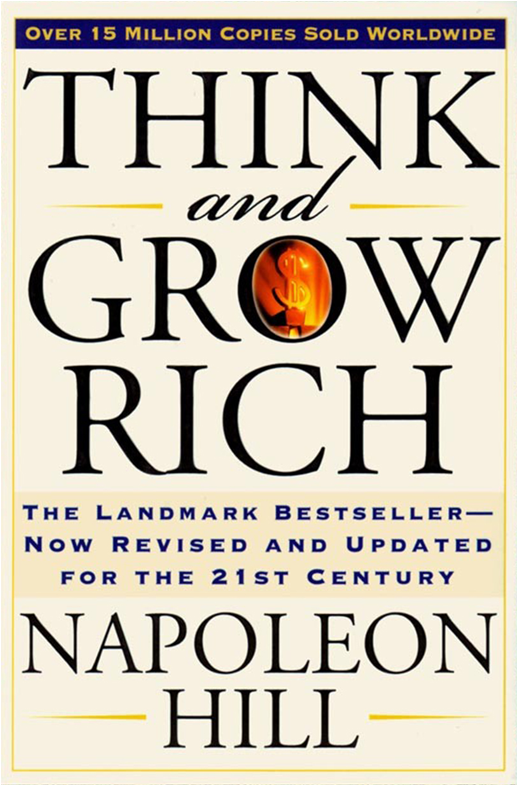 OVER 15 MILLION COPIES SOLD WORLDWIDE
THINK
and
GROW
RICH
THE LANDMARK BESTSELLER—
NOW REVISED AND UPDATED
FOR THE 21ST CENTURY
NAPOLEON
HILL